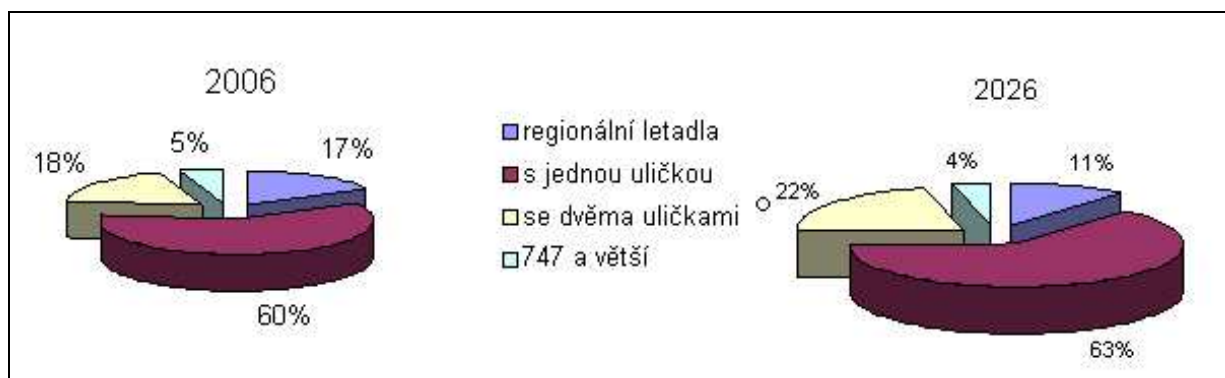 2006
18%
5%
17%
60%
regionální letadla
s jednou uličkou
se dvěma uličkami
747 a větší
2026
22%
4%
11%
63%